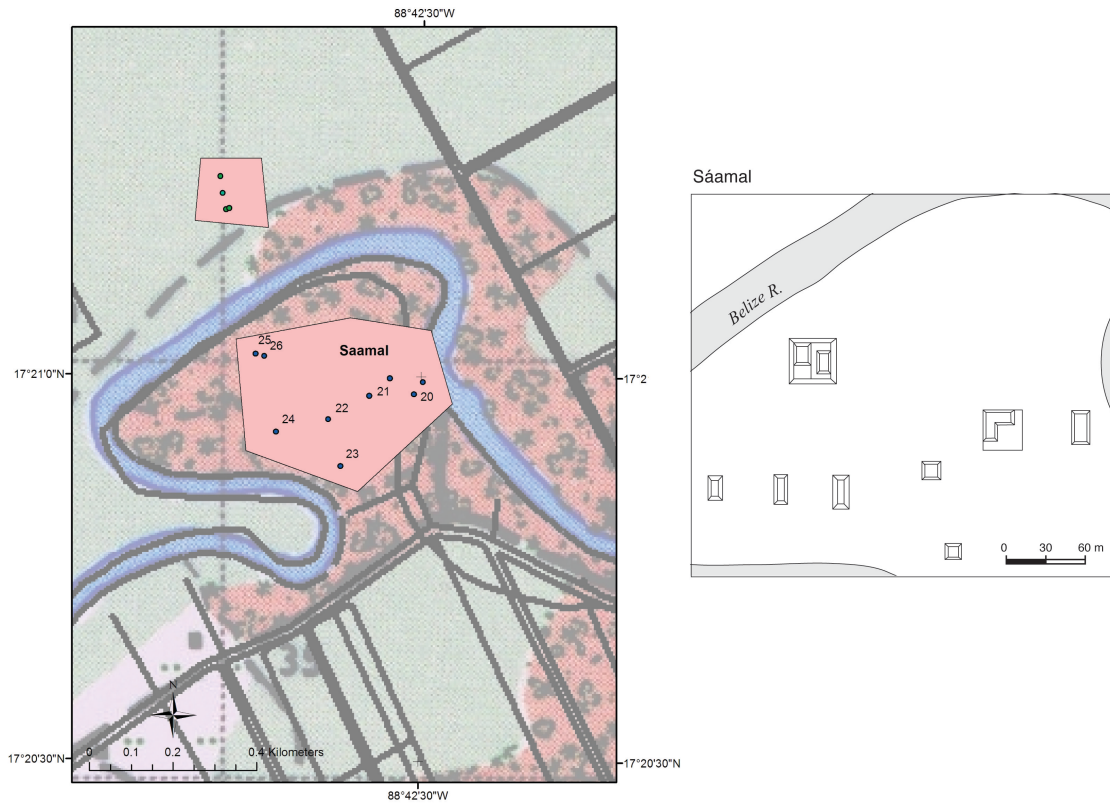 88°42'30"W
Sáamal
Belize R.
25
26
Saamal
17°21'0"N
17°2
21
20
22
24
23
0 30 60 m
35
N
0 0.1 0.2 0.4 Kilometers
17°20'30"N
17°20'30"N
88°42'30"W